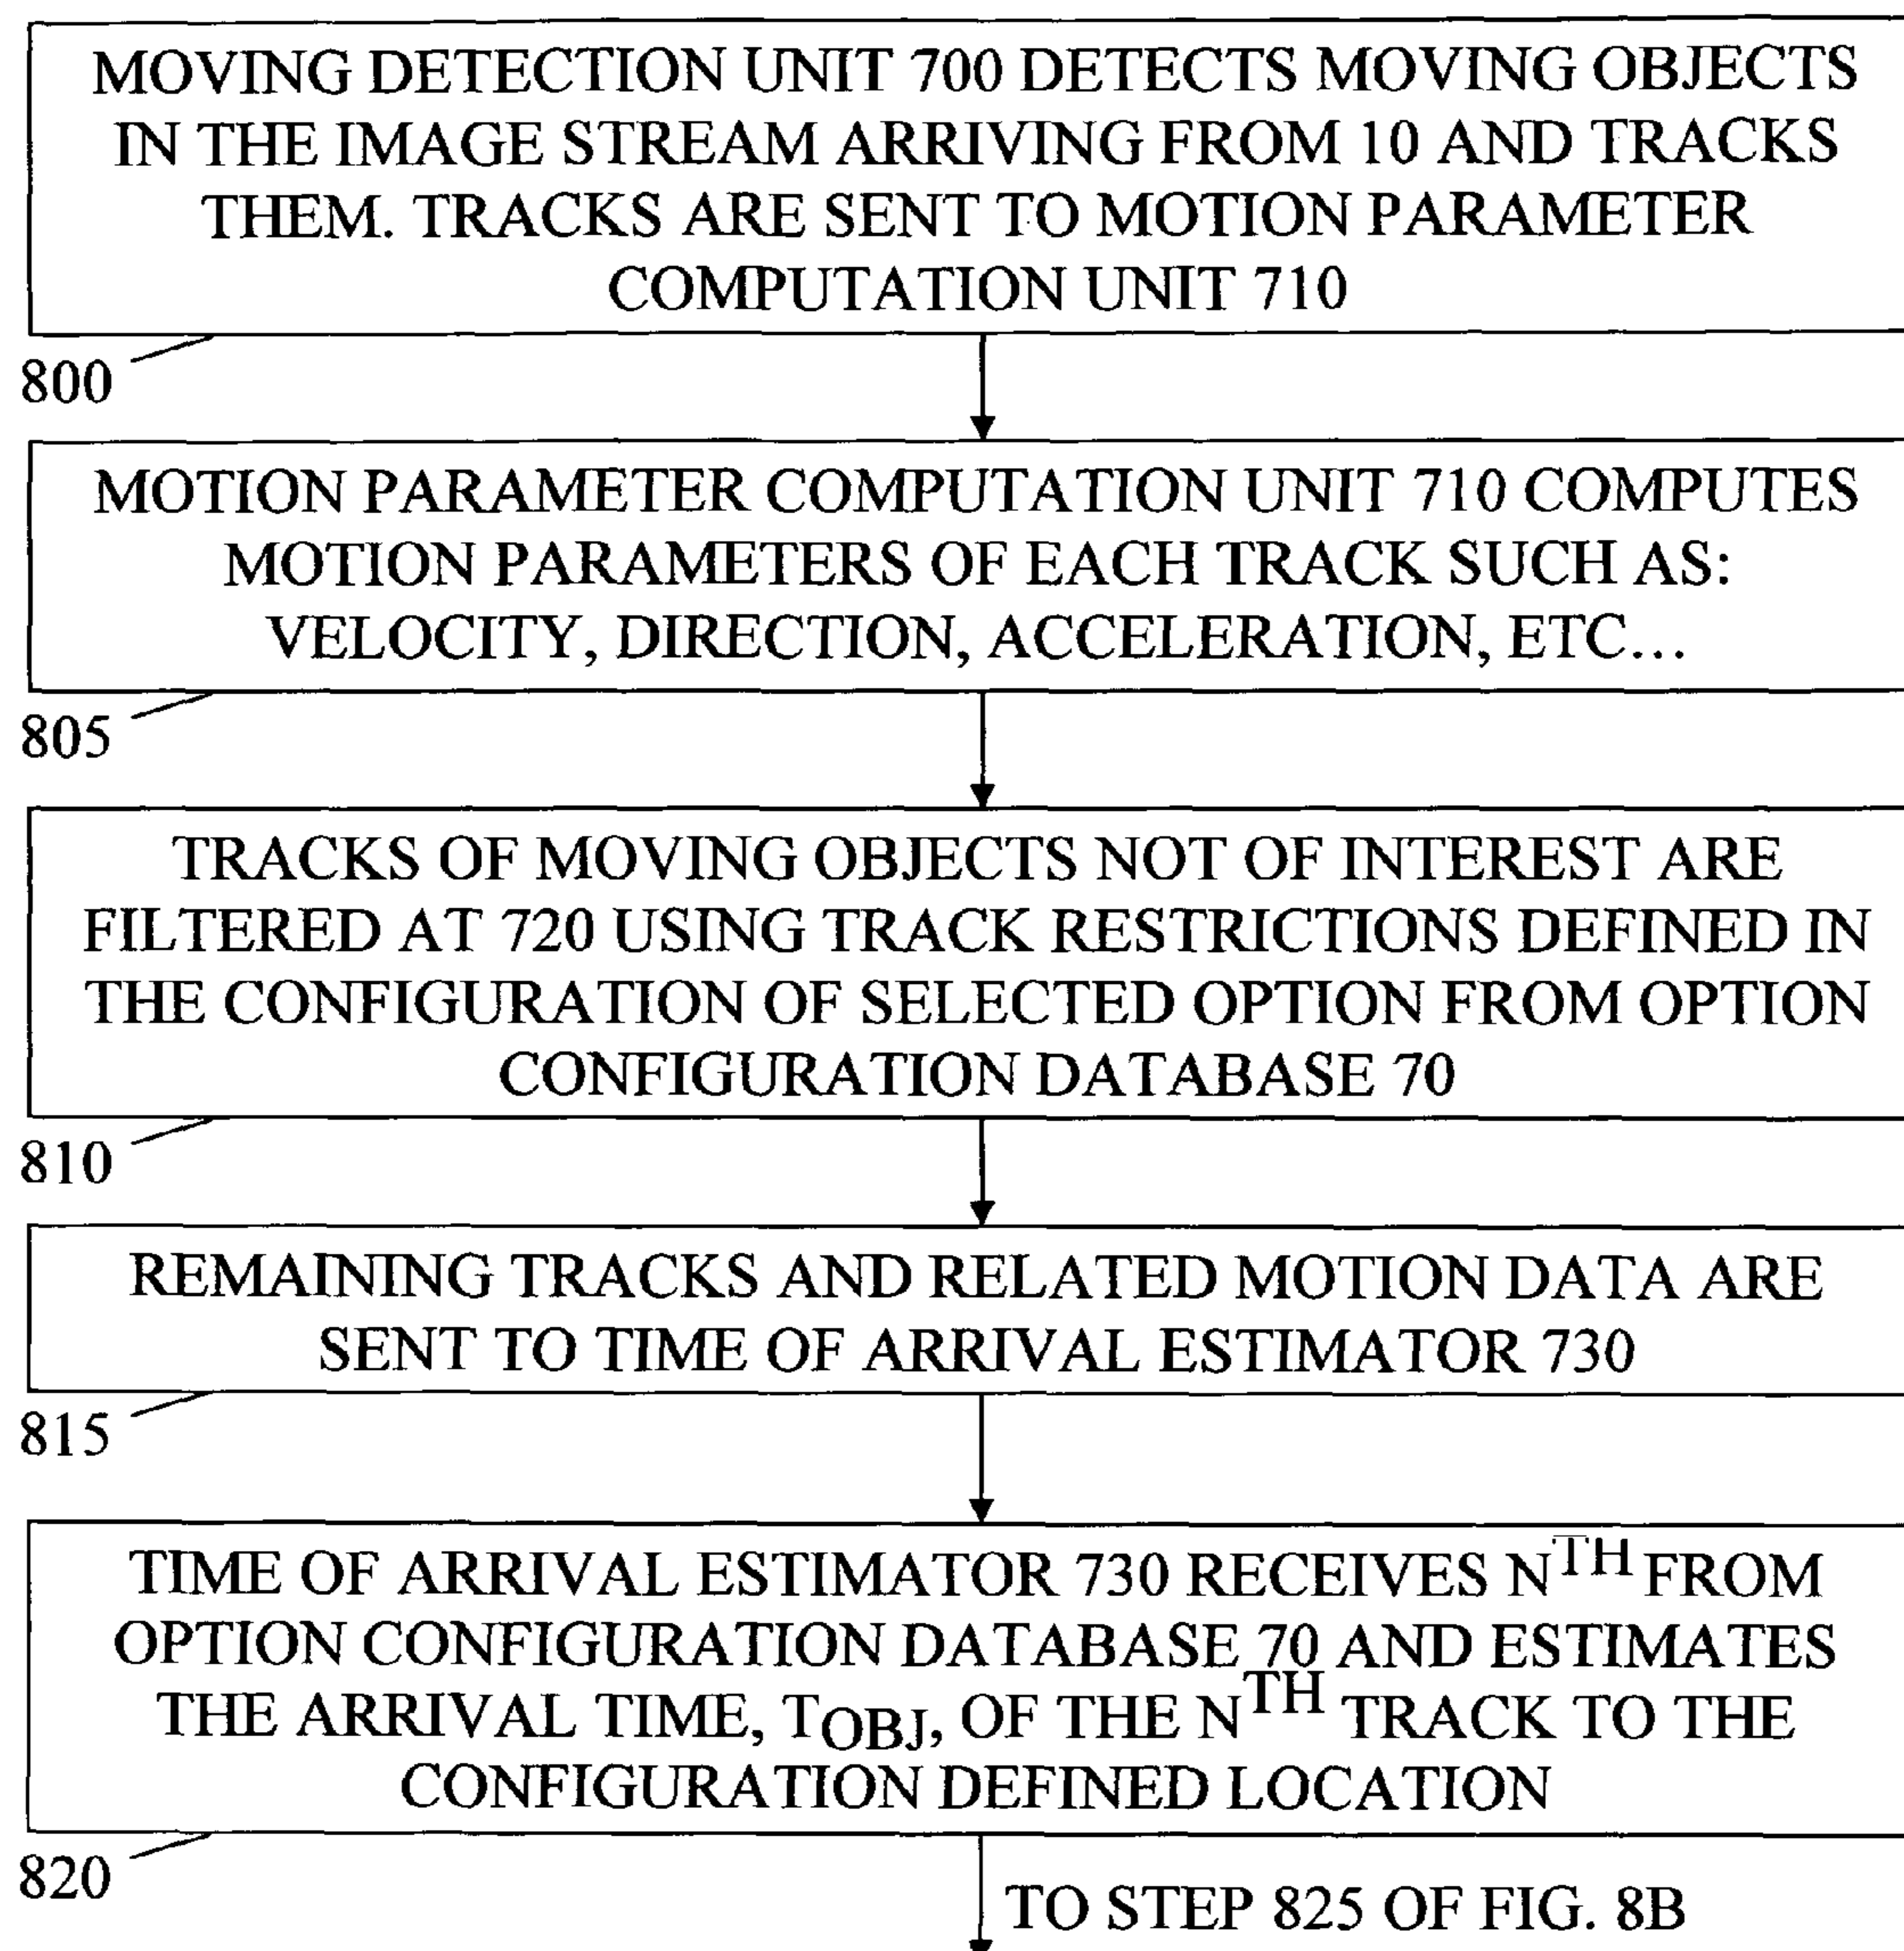 MOVING DETECTION UNIT 700 DETECTS MOVING OBJECTS
IN THE IMAGE STREAM ARRIVING FROM 10 AND TRACKS
THEM. TRACKS ARE SENT TO MOTION PARAMETER
COMPUTATION UNIT 710
800
MOTION PARAMETER COMPUTATION UNIT 710 COMPUTES
MOTION PARAMETERS OF EACH TRACK SUCH AS:
VELOCITY, DIRECTION, ACCELERATION, ETC...
805
TRACKS OF MOVING OBJECTS NOT OF INTEREST ARE
FILTERED AT 720 USING TRACK RESTRICTIONS DEFINED IN
THE CONFIGURATION OF SELECTED OPTION FROM OPTION
CONFIGURATION DATABASE 70
810
REMAINING TRACKS AND RELATED MOTION DATA ARE
SENT TO TIME OF ARRIVAL ESTIMATOR 730
815
TIME OF ARRIVAL ESTIMATOR 730 RECEIVES N^TH FROM
OPTION CONFIGURATION DATABASE 70 AND ESTIMATES
THE ARRIVAL TIME, T_OBJ, OF THE N^TH TRACK TO THE
CONFIGURATION DEFINED LOCATION
820
TO STEP 825 OF FIG. 8B